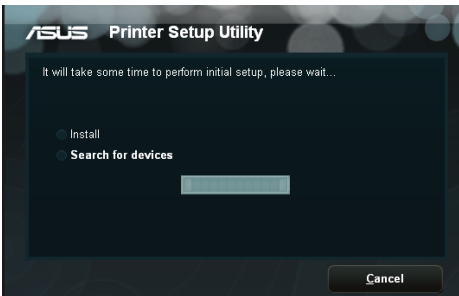 ASUS Printer Setup Utility
It will take some time to perform initial setup, please wait...
Install
Search for devices
Cancel